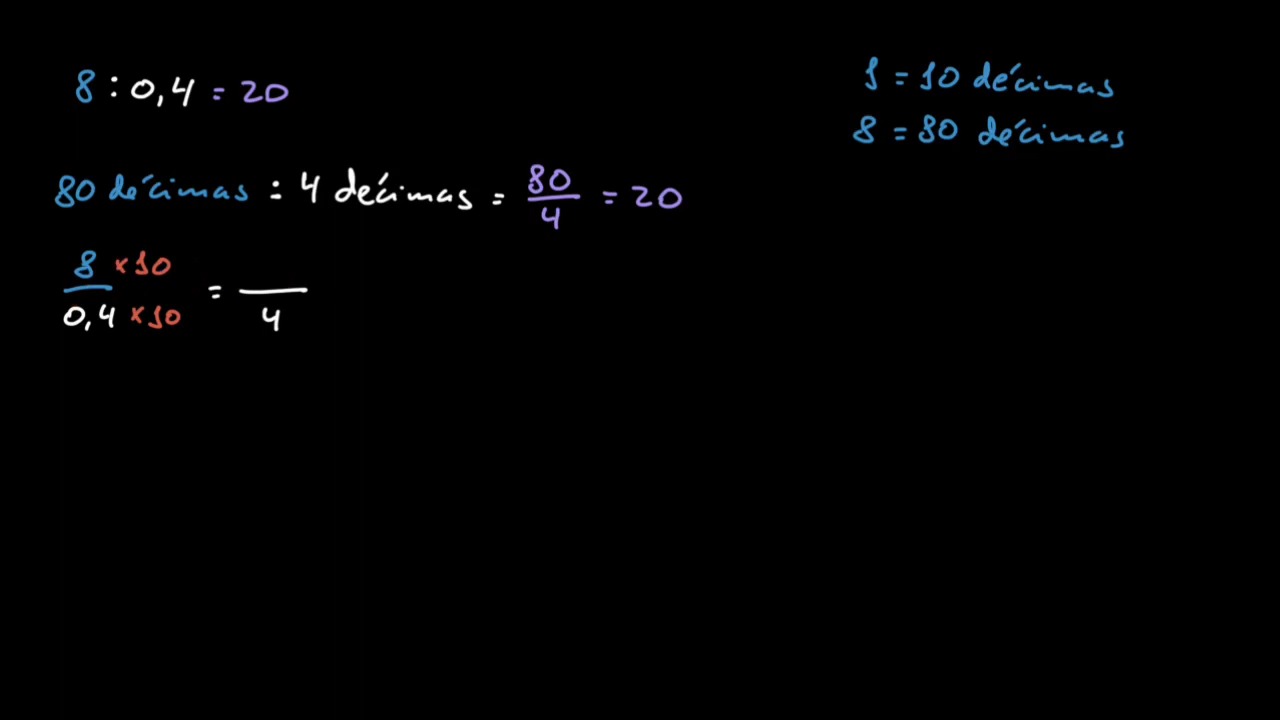 8 : 0,4 = 20
1 = 10 décimas
8 = 80 décimas
80 décimas : 4 décimas = 80/4 = 20
8 × 10 / 0,4 × 10 = /4